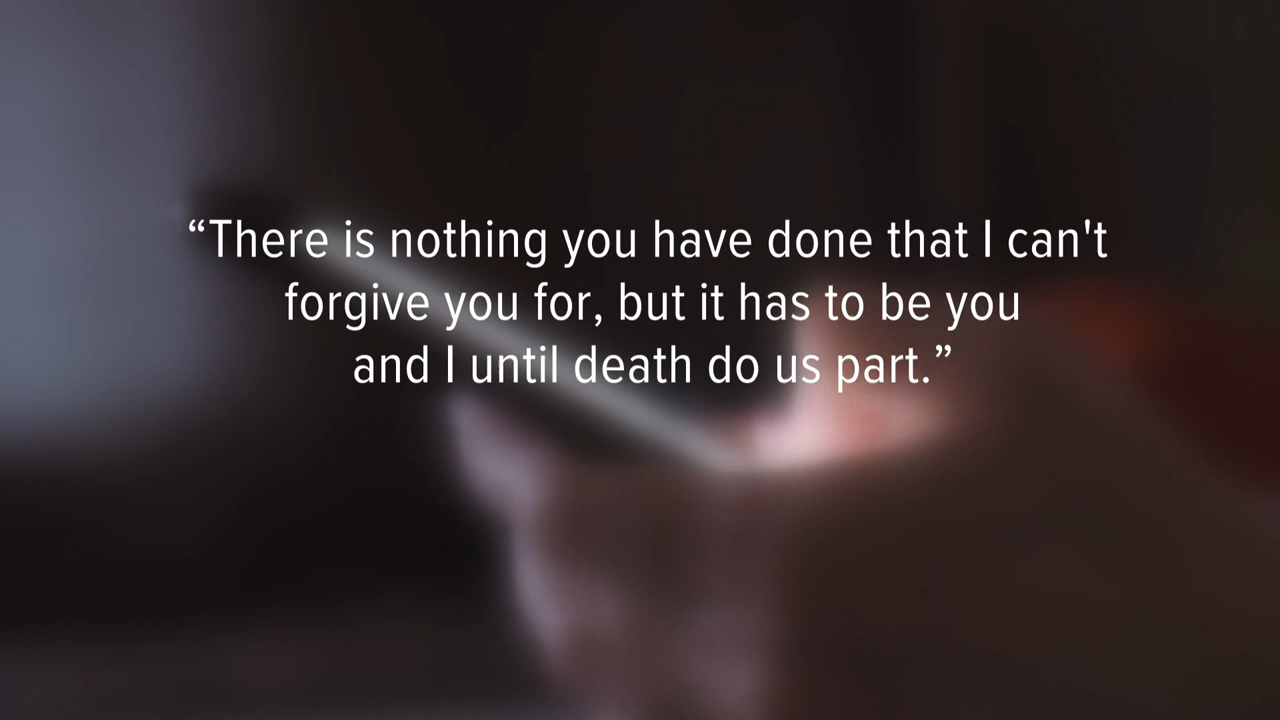 “There is nothing you have done that I can't
forgive you for, but it has to be you
and I until death do us part.”